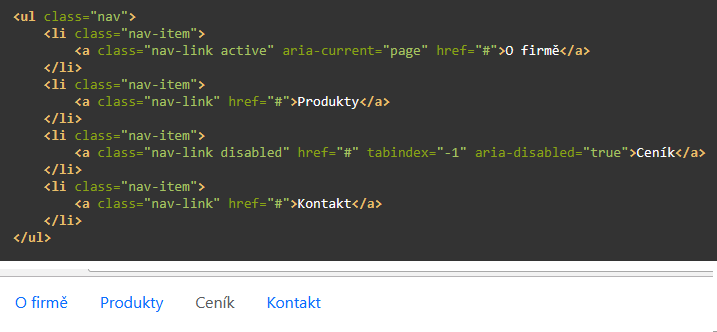 <ul class="nav">
    <li class="nav-item">
        <a class="nav-link active" aria-current="page" href="#">O firmě</a>
    </li>
    <li class="nav-item">
        <a class="nav-link" href="#">Produkty</a>
    </li>
    <li class="nav-item">
        <a class="nav-link disabled" href="#" tabindex="-1" aria-disabled="true">Ceník</a>
    </li>
    <li class="nav-item">
        <a class="nav-link" href="#">Kontakt</a>
    </li>
</ul>
O firmě Produkty Ceník Kontakt